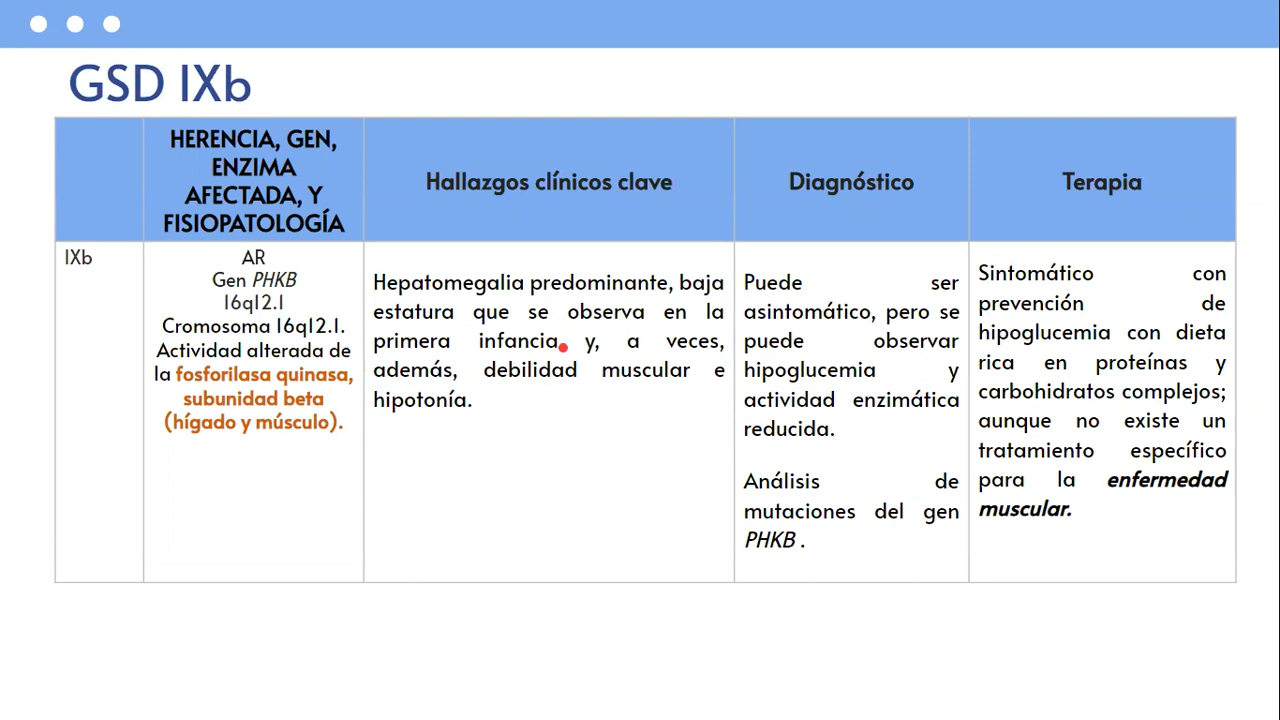 GSD IXb
HERENCIA, GEN,
ENZIMA
AFECTADA, Y
FISIOPATOLOGÍA
Hallazgos clínicos clave
Diagnóstico
Terapia
IXb
AR
Gen PHKB
16q12.1
Cromosoma 16q12.1.
Actividad alterada de
la fosforilasa quinasa,
subunidad beta
(hígado y músculo).
Hepatomegalia predominante, baja
estatura que se observa en la
primera infancia y, a veces,
además, debilidad muscular e
hipotonía.
Puede ser
asintomático, pero se
puede observar
hipoglucemia y
actividad enzimática
reducida.
Análisis de
mutaciones del gen
PHKB .
Sintomático con
prevención de
hipoglucemia con dieta
rica en proteínas y
carbohidratos complejos;
aunque no existe un
tratamiento específico
para la enfermedad
muscular.